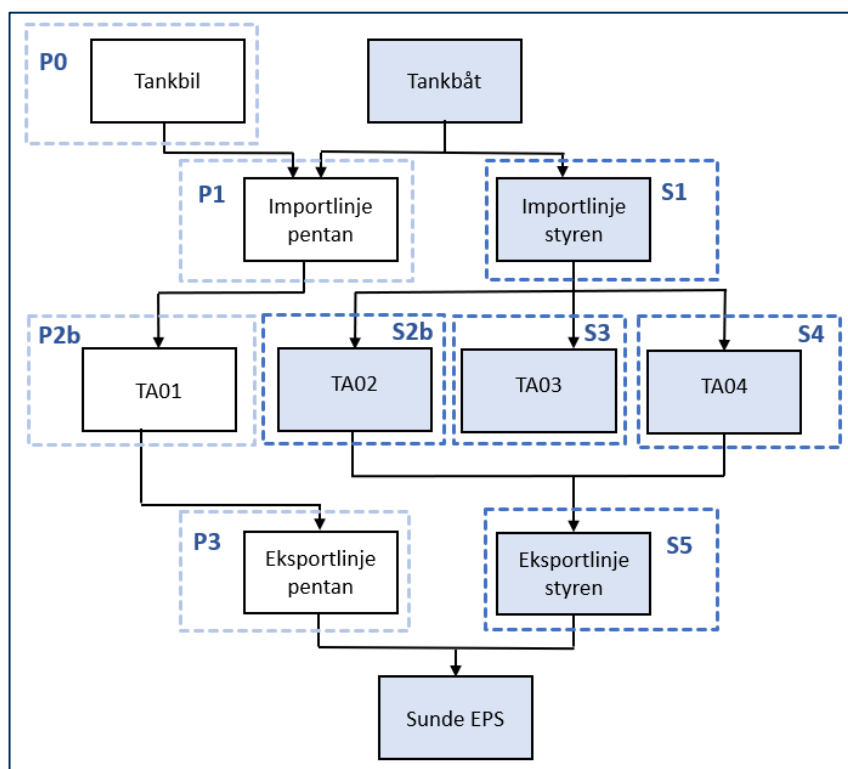 P0
Tankbil
Tankbåt
P1
Importlinje
pentan
Importlinje
styren
S1
P2b
TA01
S2b
TA02
S3
TA03
S4
TA04
P3
Eksportlinje
pentan
Eksportlinje
styren
S5
Sunde EPS